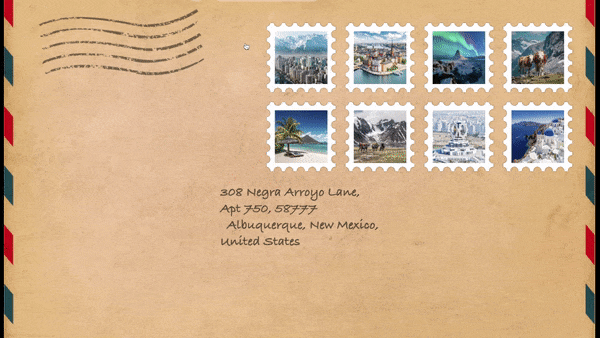 308 Negra Arroyo Lane,
Apt 750, 58777
Albuquerque, New Mexico,
United States